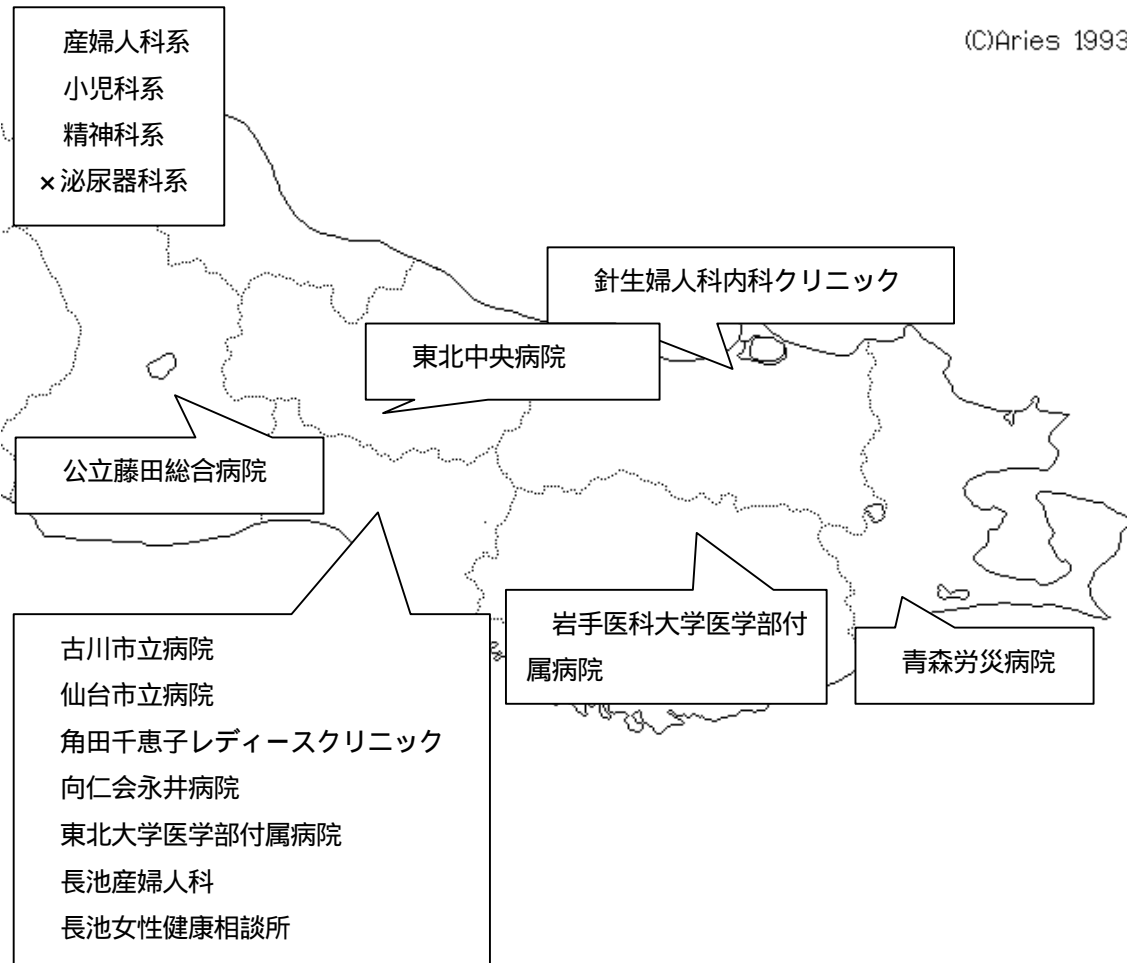 産婦人科系
小児科系
精神科系
×泌尿器科系
(C)Aries 1993
針生婦人科内科クリニック
東北中央病院
公立藤田総合病院
岩手医科大学医学部付
属病院
青森労災病院
古川市立病院
仙台市立病院
角田千恵子レディースクリニック
向仁会永井病院
東北大学医学部付属病院
長池産婦人科
長池女性健康相談所